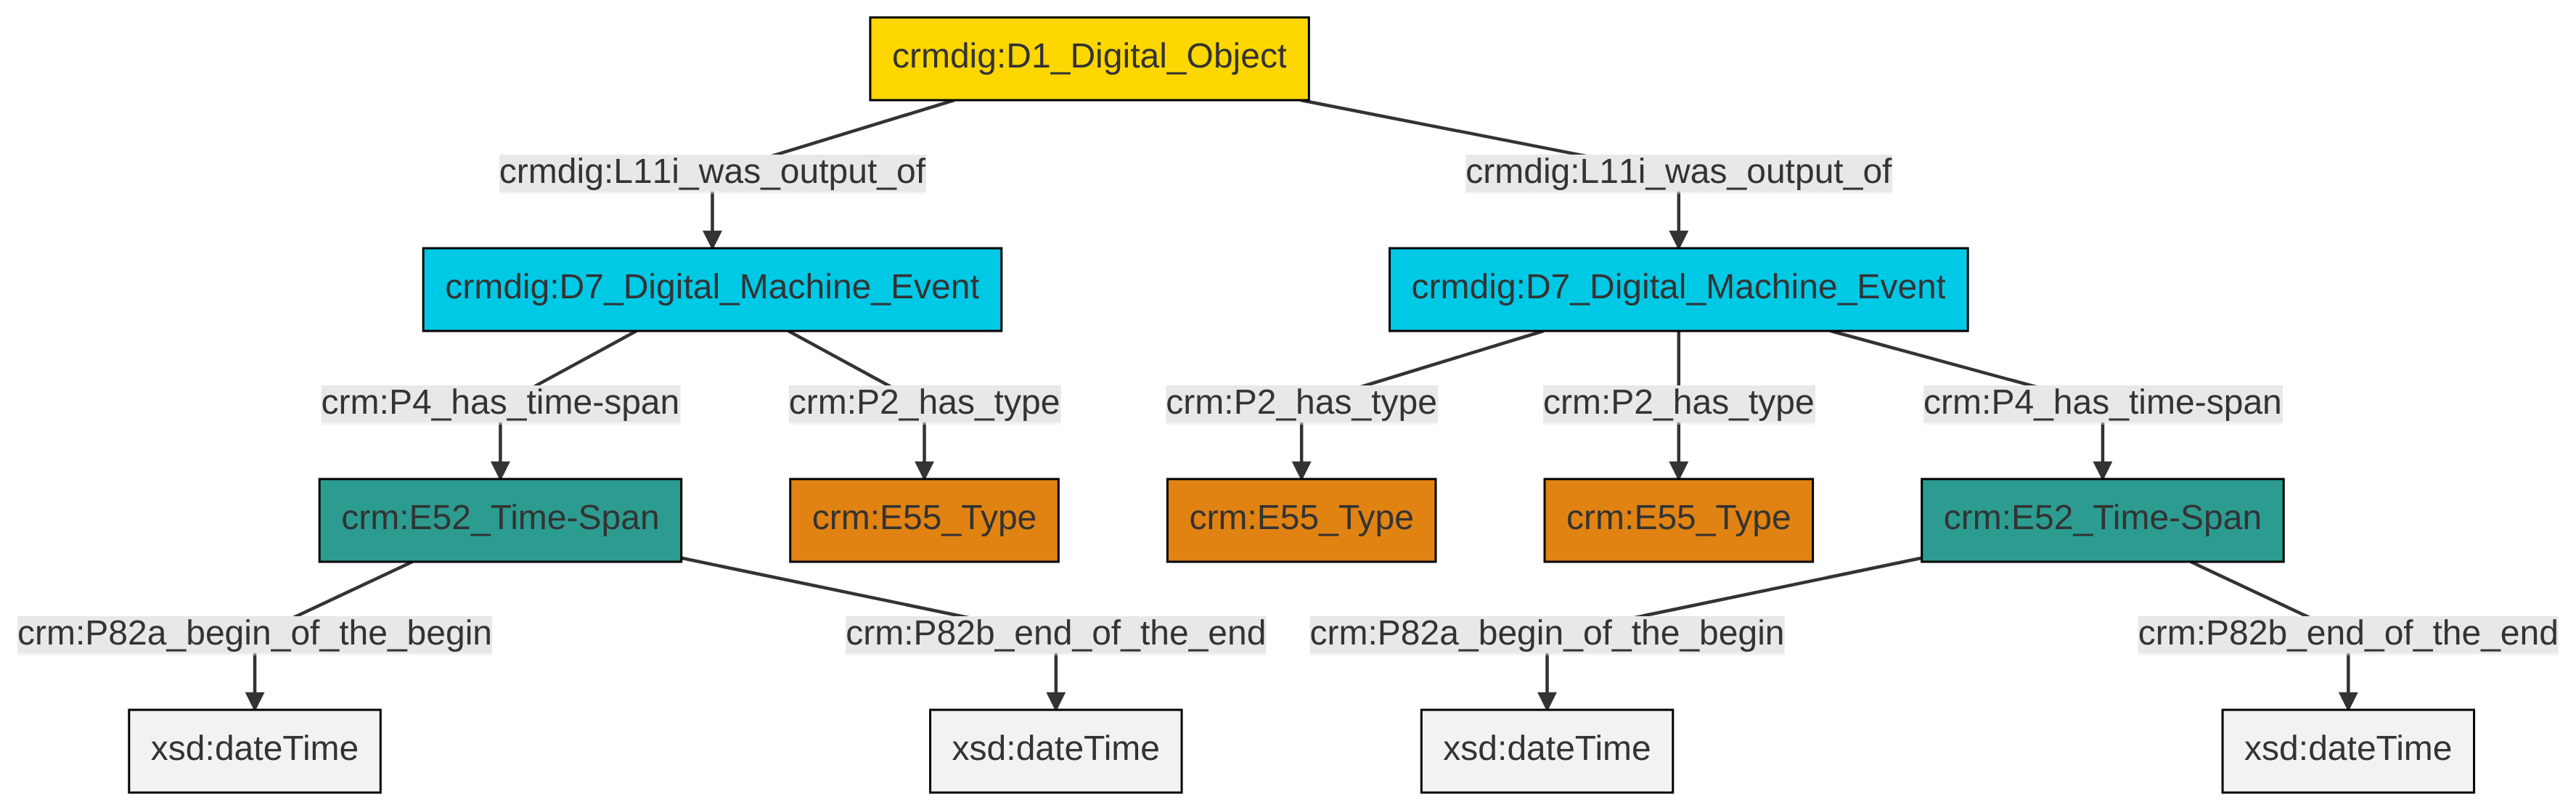 crmdig:D1_Digital_Object
crmdig:L11i_was_output_of
crmdig:L11i_was_output_of
crmdig:D7_Digital_Machine_Event
crmdig:D7_Digital_Machine_Event
crm:P4_has_time-span
crm:P2_has_type
crm:P2_has_type
crm:P2_has_type
crm:P4_has_time-span
crm:E52_Time-Span
crm:E55_Type
crm:E55_Type
crm:E55_Type
crm:E52_Time-Span
crm:P82a_begin_of_the_begin
crm:P82b_end_of_the_end
crm:P82a_begin_of_the_begin
crm:P82b_end_of_the_end
xsd:dateTime
xsd:dateTime
xsd:dateTime
xsd:dateTime